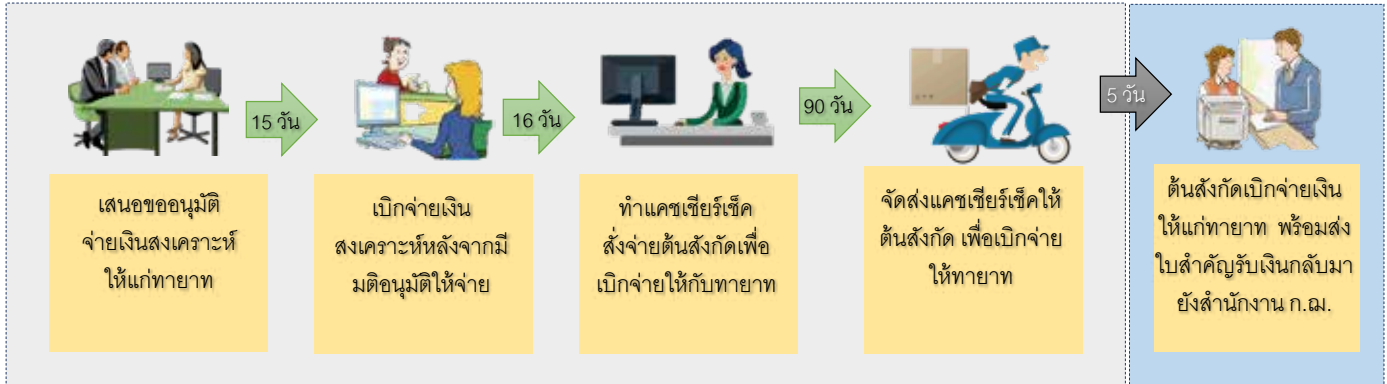 15 วัน
16 วัน
90 วัน
5 วัน
เสนอขออนุมัติ
จ่ายเงินสงเคราะห์
ให้แก่ทายาท
เบิกจ่ายเงิน
สงเคราะห์หลังจากมี
มติอนุมัติให้จ่าย
ทำแคชเชียร์เช็ค
สั่งจ่ายต้นสังกัดเพื่อ
เบิกจ่ายให้กับทายาท
จัดส่งแคชเชียร์เช็คให้
ต้นสังกัด เพื่อเบิกจ่าย
ให้ทายาท
ต้นสังกัดเบิกจ่ายเงิน
ให้แก่ทายาท พร้อมส่ง
ใบสำคัญรับเงินกลับมา
ยังสำนักงาน ก.ฌ.